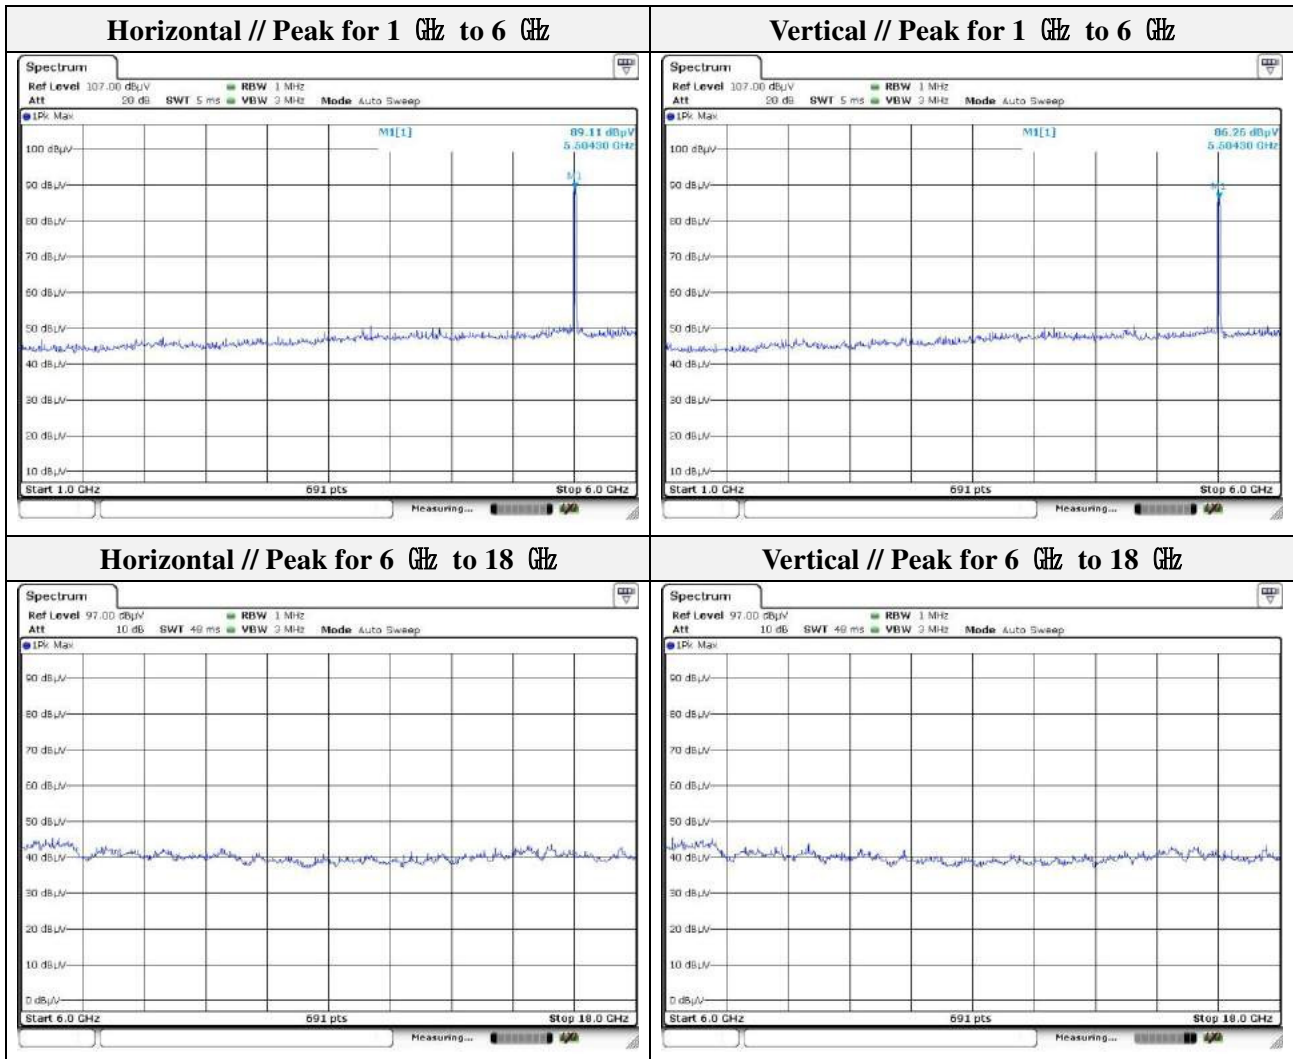 Horizontal // Peak for 1 ㎓ to 6 ㎓
Vertical // Peak for 1 ㎓ to 6 ㎓
Spectrum
Ref Level 107.00 dBµV RBW 1 MHz
Att 20 dB SWT 5 ms VBW 3 MHz Mode Auto Sweep
1Pk Max
M1[1] 89.11 dBµV
5.50430 GHz
M1
100 dBµV
90 dBµV
80 dBµV
70 dBµV
60 dBµV
50 dBµV
40 dBµV
30 dBµV
20 dBµV
10 dBµV
Start 1.0 GHz 691 pts Stop 6.0 GHz
Measuring...
Spectrum
Ref Level 107.00 dBµV RBW 1 MHz
Att 20 dB SWT 5 ms VBW 3 MHz Mode Auto Sweep
1Pk Max
M1[1] 86.25 dBµV
5.50430 GHz
M1
100 dBµV
90 dBµV
80 dBµV
70 dBµV
60 dBµV
50 dBµV
40 dBµV
30 dBµV
20 dBµV
10 dBµV
Start 1.0 GHz 691 pts Stop 6.0 GHz
Measuring...
Horizontal // Peak for 6 ㎓ to 18 ㎓
Vertical // Peak for 6 ㎓ to 18 ㎓
Spectrum
Ref Level 97.00 dBµV RBW 1 MHz
Att 10 dB SWT 48 ms VBW 3 MHz Mode Auto Sweep
1Pk Max
90 dBµV
80 dBµV
70 dBµV
60 dBµV
50 dBµV
40 dBµV
30 dBµV
20 dBµV
10 dBµV
0 dBµV
Start 6.0 GHz 691 pts Stop 18.0 GHz
Measuring...
Spectrum
Ref Level 97.00 dBµV RBW 1 MHz
Att 10 dB SWT 48 ms VBW 3 MHz Mode Auto Sweep
1Pk Max
90 dBµV
80 dBµV
70 dBµV
60 dBµV
50 dBµV
40 dBµV
30 dBµV
20 dBµV
10 dBµV
0 dBµV
Start 6.0 GHz 691 pts Stop 18.0 GHz
Measuring...